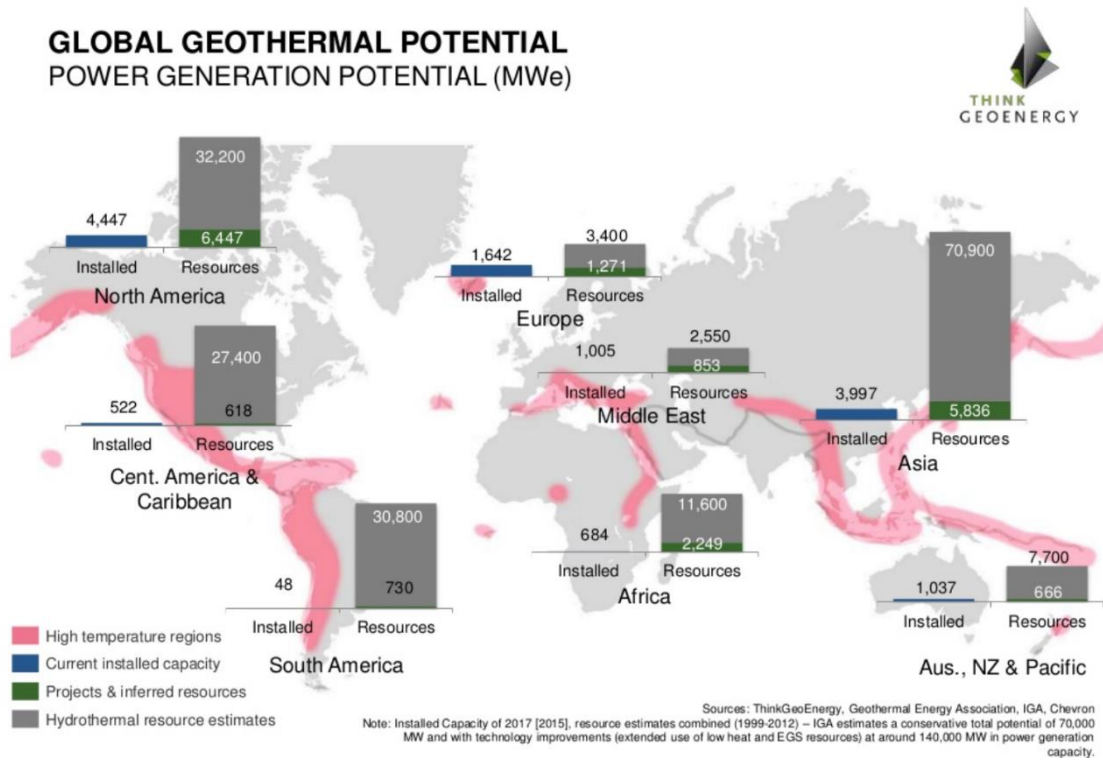 GLOBAL GEOTHERMAL POTENTIAL
POWER GENERATION POTENTIAL (MWe)
THINK
GEOENERGY
32,200
4,447
6,447
Installed
Resources
North America
3,400
1,642
1,271
Installed
Resources
Europe
70,900
3,997
5,836
Installed
Resources
Asia
27,400
522
618
Installed
Resources
Cent. America &
Caribbean
2,550
1,005
853
Installed
Resources
Middle East
30,800
48
730
Installed
Resources
South America
11,600
684
2,249
Installed
Resources
Africa
7,700
1,037
666
Installed
Resources
Aus., NZ & Pacific
High temperature regions
Current installed capacity
Projects & inferred resources
Hydrothermal resource estimates
Sources: ThinkGeoEnergy, Geothermal Energy Association, IGA, Chevron
Note: Installed Capacity of 2017 [2015], resource estimates combined (1999-2012) – IGA estimates a conservative total potential of 70,000
MW and with technology improvements (extended use of low heat and EGS resources) at around 140,000 MW in power generation
capacity.